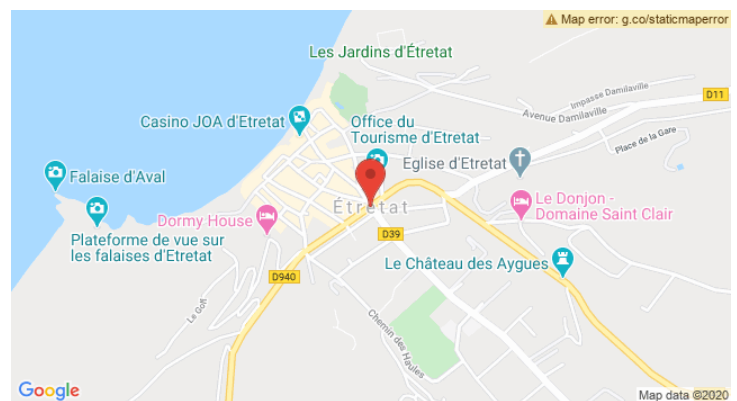 Map error: g.co/staticmaperror
Les Jardins d'Étretat
D11
Impasse Damilaville
Avenue Damilaville
Casino JOA d'Etretat
Office du
Tourisme d'Etretat
Place de la Gare
Eglise d'Etretat
Falaise d'Aval
Le Donjon -
Domaine Saint Clair
Étretat
Dormy House
Plateforme de vue sur
les falaises d'Etretat
D39
Le Château des Aygues
D940
Le Goft
Chemin des Haules
Google
Map data ©2020